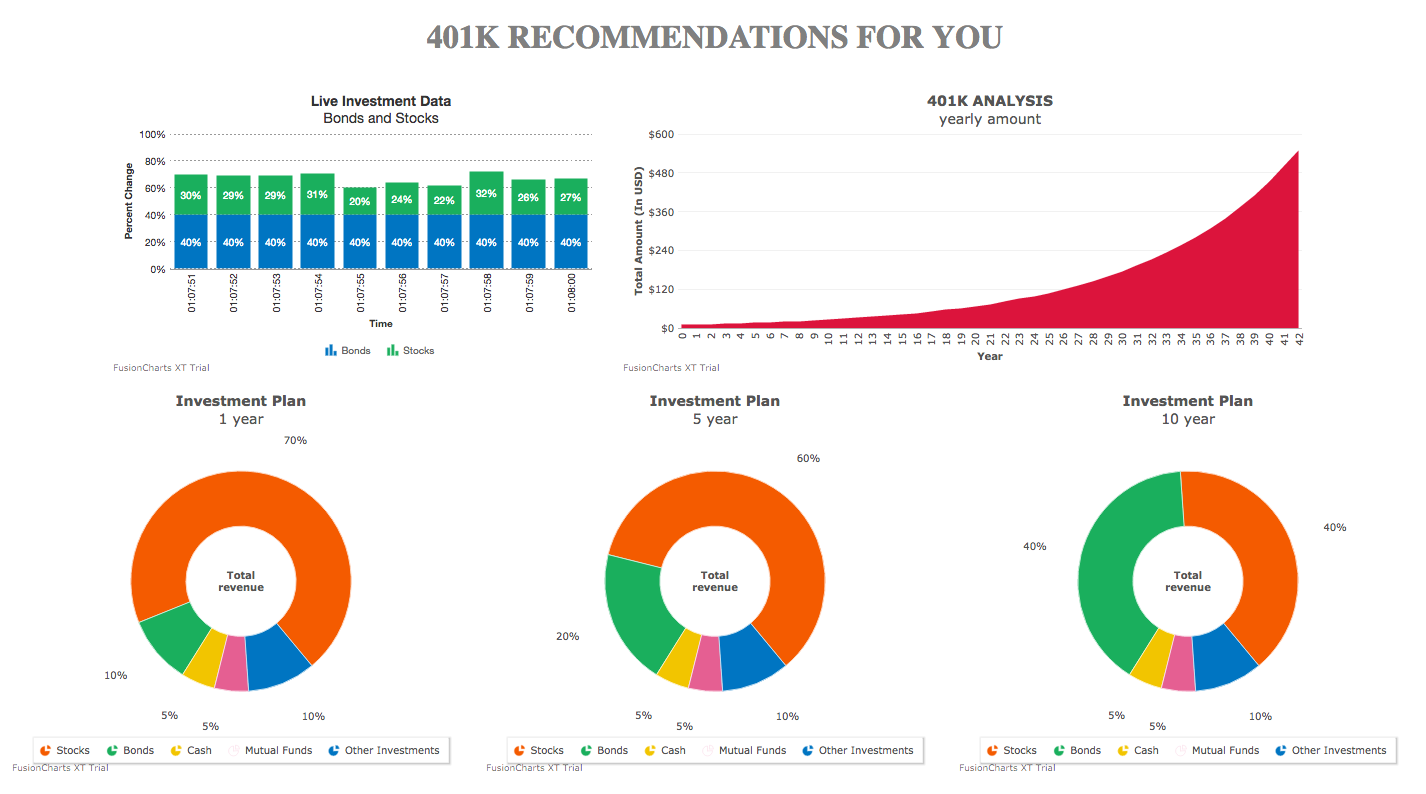 401K RECOMMENDATIONS FOR YOU
Live Investment Data
Bonds and Stocks
100%
80%
60%
40%
20%
0%
Percent Change
30% 29% 29% 31% 20% 24% 22% 32% 26% 27%
40% 40% 40% 40% 40% 40% 40% 40% 40% 40%
01:07:51 01:07:52 01:07:53 01:07:54 01:07:55 01:07:56 01:07:57 01:07:58 01:07:59 01:08:00
Time
Bonds Stocks
FusionCharts XT Trial
401K ANALYSIS
yearly amount
$600
$480
$360
$240
$120
$0
Total Amount (In USD)
0 1 2 3 4 5 6 7 8 9 10 11 12 13 14 15 16 17 18 19 20 21 22 23 24 25 26 27 28 29 30 31 32 33 34 35 36 37 38 39 40 41 42
Year
FusionCharts XT Trial
Investment Plan
1 year
70%
Total
revenue
10%
5%
5%
10%
Stocks Bonds Cash Mutual Funds Other Investments
FusionCharts XT Trial
Investment Plan
5 year
60%
Total
revenue
20%
5%
5%
10%
Stocks Bonds Cash Mutual Funds Other Investments
FusionCharts XT Trial
Investment Plan
10 year
40%
40%
Total
revenue
5%
5%
10%
Stocks Bonds Cash Mutual Funds Other Investments
FusionCharts XT Trial